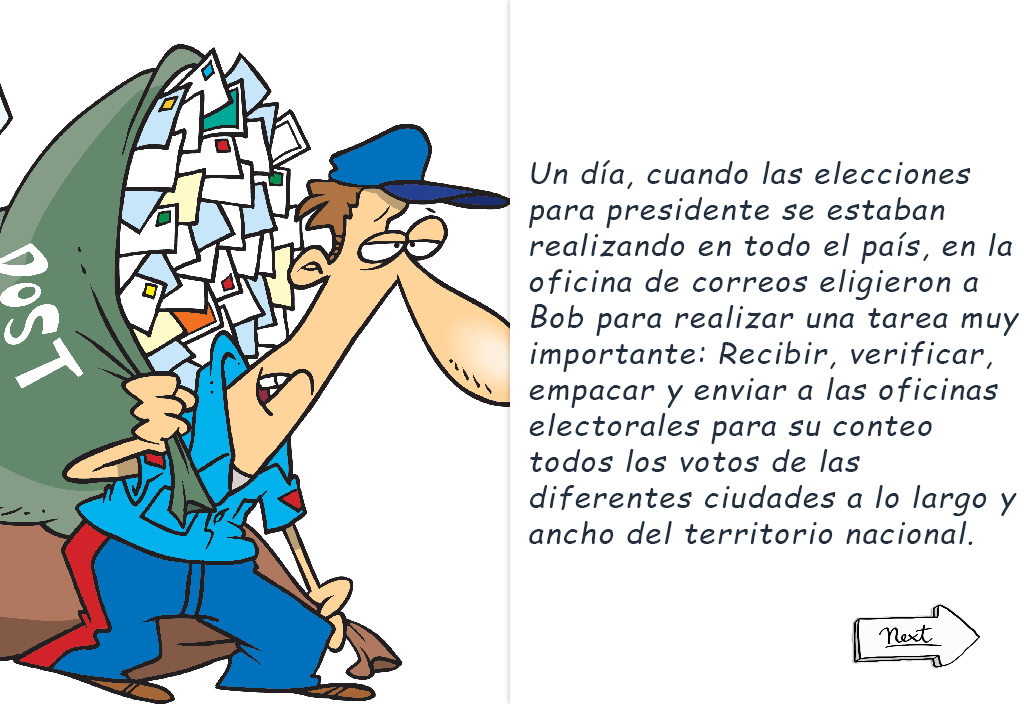 POST
Un día, cuando las elecciones
para presidente se estaban
realizando en todo el país, en la
oficina de correos eligieron a
Bob para realizar una tarea muy
importante: Recibir, verificar,
empacar y enviar a las oficinas
electorales para su conteo
todos los votos de las
diferentes ciudades a lo largo y
ancho del territorio nacional.
Next